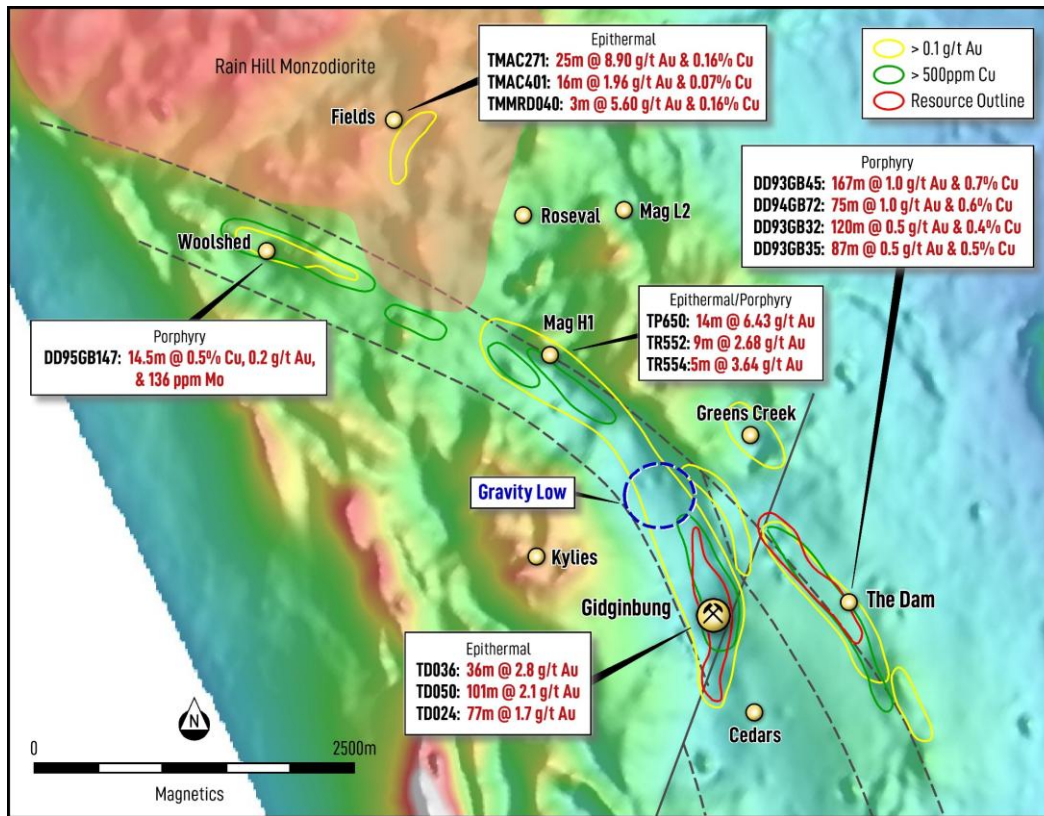 Epithermal
TMAC271: 25m @ 8.90 g/t Au & 0.16% Cu
TMAC401: 16m @ 1.96 g/t Au & 0.07% Cu
TMMRD040: 3m @ 5.60 g/t Au & 0.16% Cu
> 0.1 g/t Au
> 500ppm Cu
Resource Outline
Rain Hill Monzodiorite
Fields
Porphyry
DD93GB45: 167m @ 1.0 g/t Au & 0.7% Cu
DD94GB72: 75m @ 1.0 g/t Au & 0.6% Cu
DD93GB32: 120m @ 0.5 g/t Au & 0.4% Cu
DD93GB35: 87m @ 0.5 g/t Au & 0.5% Cu
Roseval
Mag L2
Woolshed
Epithermal/Porphyry
TP650: 14m @ 6.43 g/t Au
TR552: 9m @ 2.68 g/t Au
TR554:5m @ 3.64 g/t Au
Mag H1
Porphyry
DD95GB147: 14.5m @ 0.5% Cu, 0.2 g/t Au,
& 136 ppm Mo
Greens Creek
Gravity Low
Kylies
Gidginbung
The Dam
Epithermal
TD036: 36m @ 2.8 g/t Au
TD050: 101m @ 2.1 g/t Au
TD024: 77m @ 1.7 g/t Au
Cedars
N
0
2500m
Magnetics